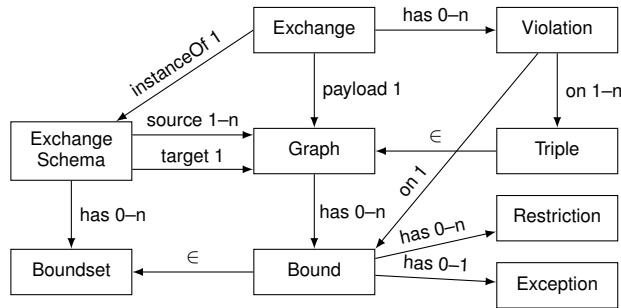 Exchange
has 0–n
Violation
instanceOf 1
payload 1
on 1–n
Exchange
Schema
source 1–n
target 1
Graph
∈
Triple
has 0–n
has 0–n
on 1
has 0–n
Restriction
Boundset
∈
Bound
has 0–1
Exception